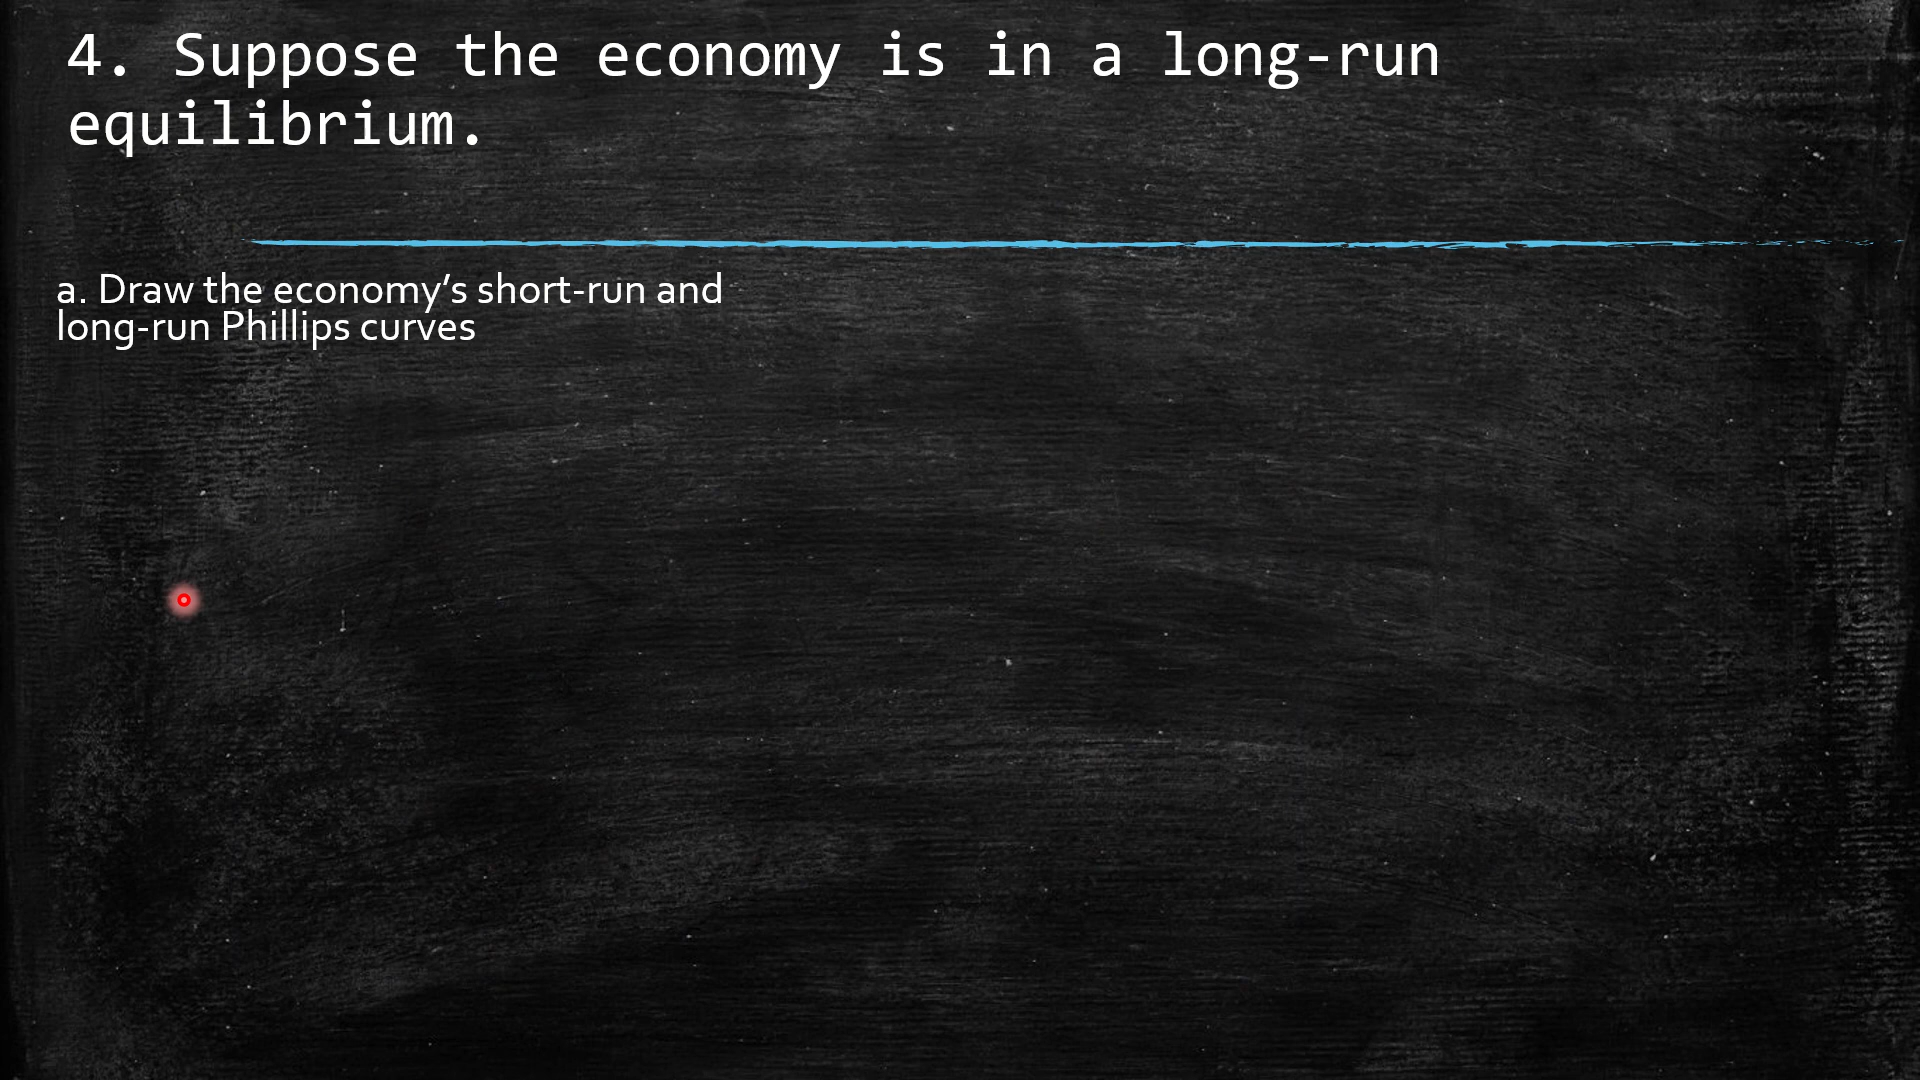 4. Suppose the economy is in a long-run
equilibrium.
a. Draw the economy’s short-run and
long-run Phillips curves